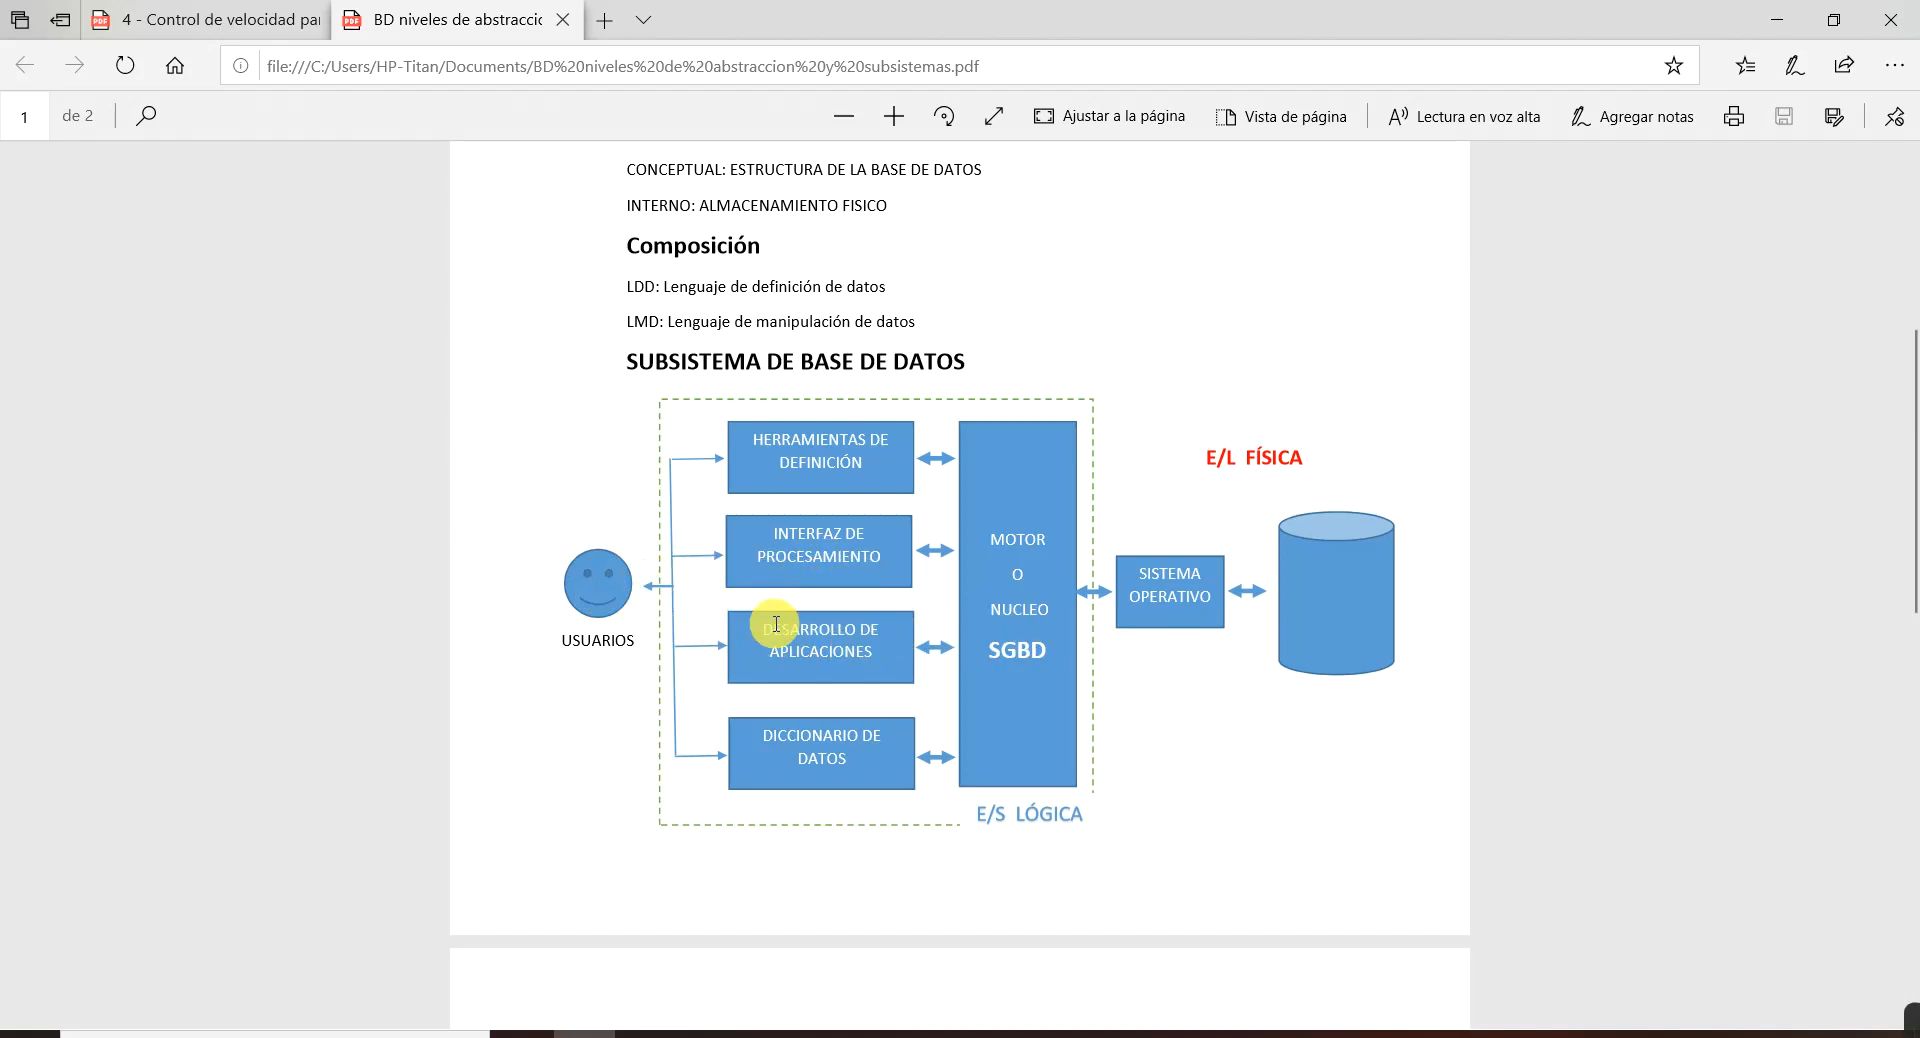 4 - Control de velocidad par
BD niveles de abstraccic
file:///C:/Users/HP-Titan/Documents/BD%20niveles%20de%20abstraccion%20y%20subsistemas.pdf
1 de 2
Ajustar a la página
Vista de página
Lectura en voz alta
Agregar notas
CONCEPTUAL: ESTRUCTURA DE LA BASE DE DATOS
INTERNO: ALMACENAMIENTO FISICO
Composición
LDD: Lenguaje de definición de datos
LMD: Lenguaje de manipulación de datos
SUBSISTEMA DE BASE DE DATOS
USUARIOS
HERRAMIENTAS DE
DEFINICIÓN
INTERFAZ DE
PROCESAMIENTO
DESARROLLO DE
APLICACIONES
DICCIONARIO DE
DATOS
MOTOR
O
NUCLEO
SGBD
E/S LÓGICA
SISTEMA
OPERATIVO
E/L FÍSICA